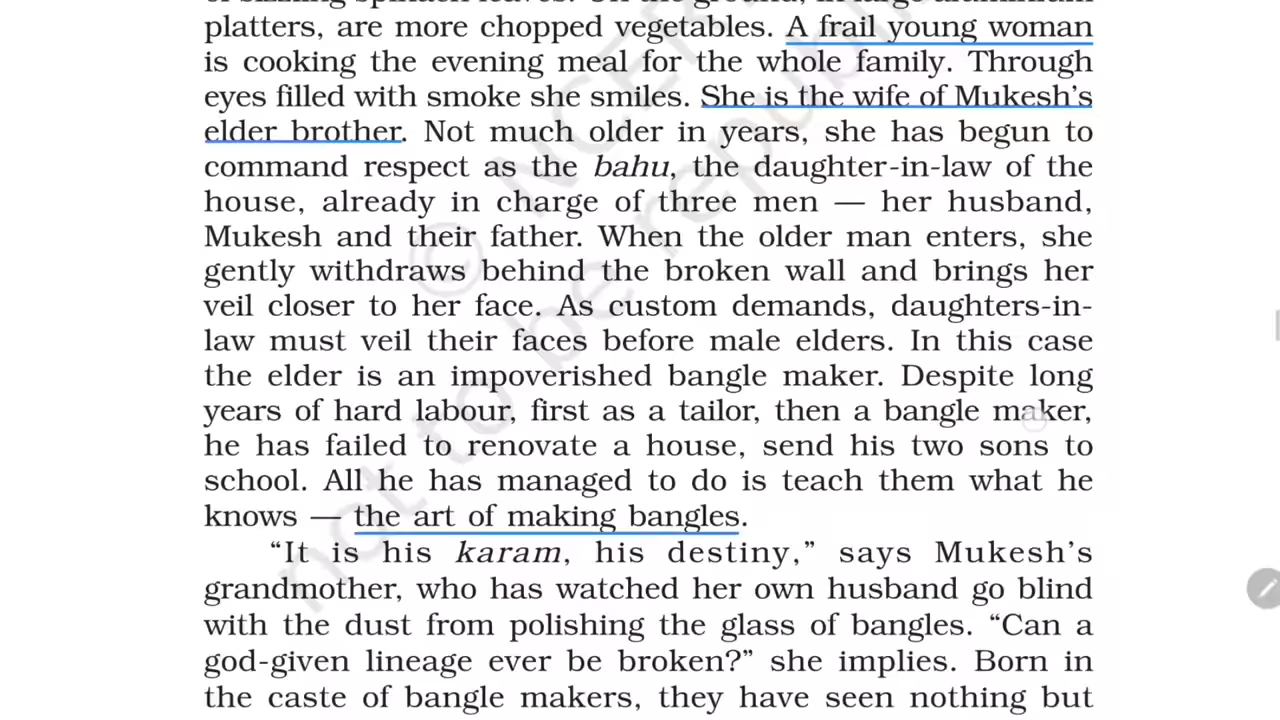 platters, are more chopped vegetables. A frail young woman
is cooking the evening meal for the whole family. Through
eyes filled with smoke she smiles. She is the wife of Mukesh's
elder brother. Not much older in years, she has begun to
command respect as the bahu, the daughter-in-law of the
house, already in charge of three men — her husband,
Mukesh and their father. When the older man enters, she
gently withdraws behind the broken wall and brings her
veil closer to her face. As custom demands, daughters-in-
law must veil their faces before male elders. In this case
the elder is an impoverished bangle maker. Despite long
years of hard labour, first as a tailor, then a bangle maker,
he has failed to renovate a house, send his two sons to
school. All he has managed to do is teach them what he
knows — the art of making bangles.
“It is his karam, his destiny,” says Mukesh's
grandmother, who has watched her own husband go blind
with the dust from polishing the glass of bangles. “Can a
god-given lineage ever be broken?” she implies. Born in
the caste of bangle makers, they have seen nothing but
© NCE
not to be republi